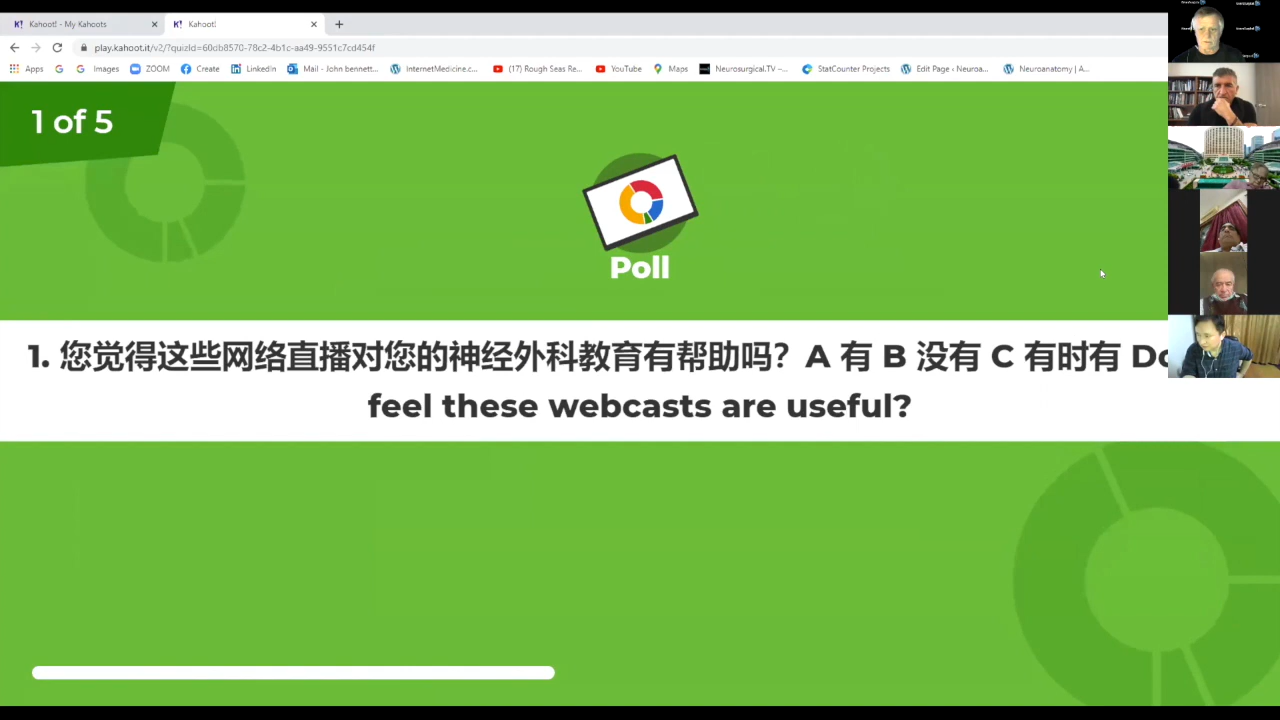 Kahoot! - My Kahoots
Kahoot!
play.kahoot.it/v2/?quizId=60db8570-78c2-4b1c-aa49-9551c7cd454f
Apps
Images
ZOOM
Create
LinkedIn
Mail - John bennett...
InternetMedicine.c...
(17) Rough Seas Re...
YouTube
Maps
Neurosurgical.TV –...
StatCounter Projects
Edit Page ‹ Neuroa...
Neuroanatomy | A...
1 of 5
Poll
1. 您觉得这些网络直播对您的神经外科教育有帮助吗？A 有 B 没有 C 有时有 Do
feel these webcasts are useful?